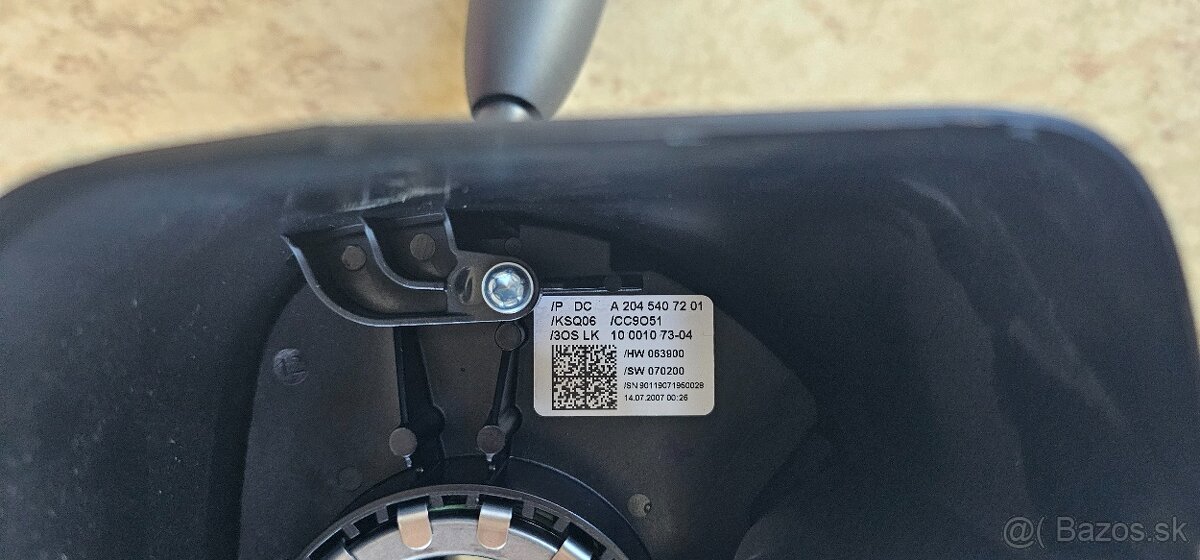 /P DC A 204 540 72 01
/KSQ06 /CC9O51
/3OS LK 10 0010 73-04
/HW 063900
/SW 070200
/SN 90119071960028
14.07.2007 00:26
@( Bazos.sk